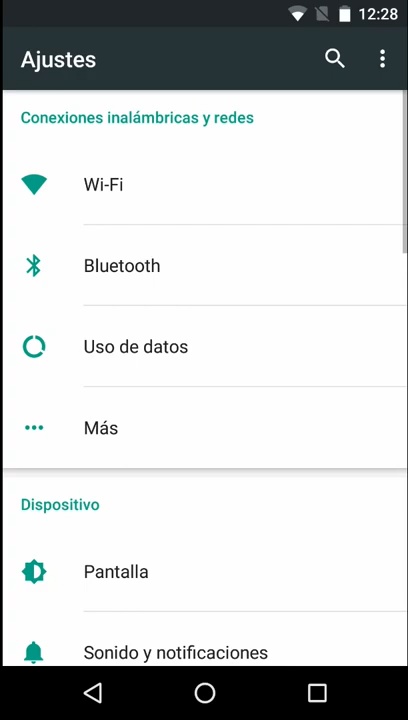 12:28
Ajustes
Conexiones inalámbricas y redes
Wi-Fi
Bluetooth
Uso de datos
Más
Dispositivo
Pantalla
Sonido y notificaciones